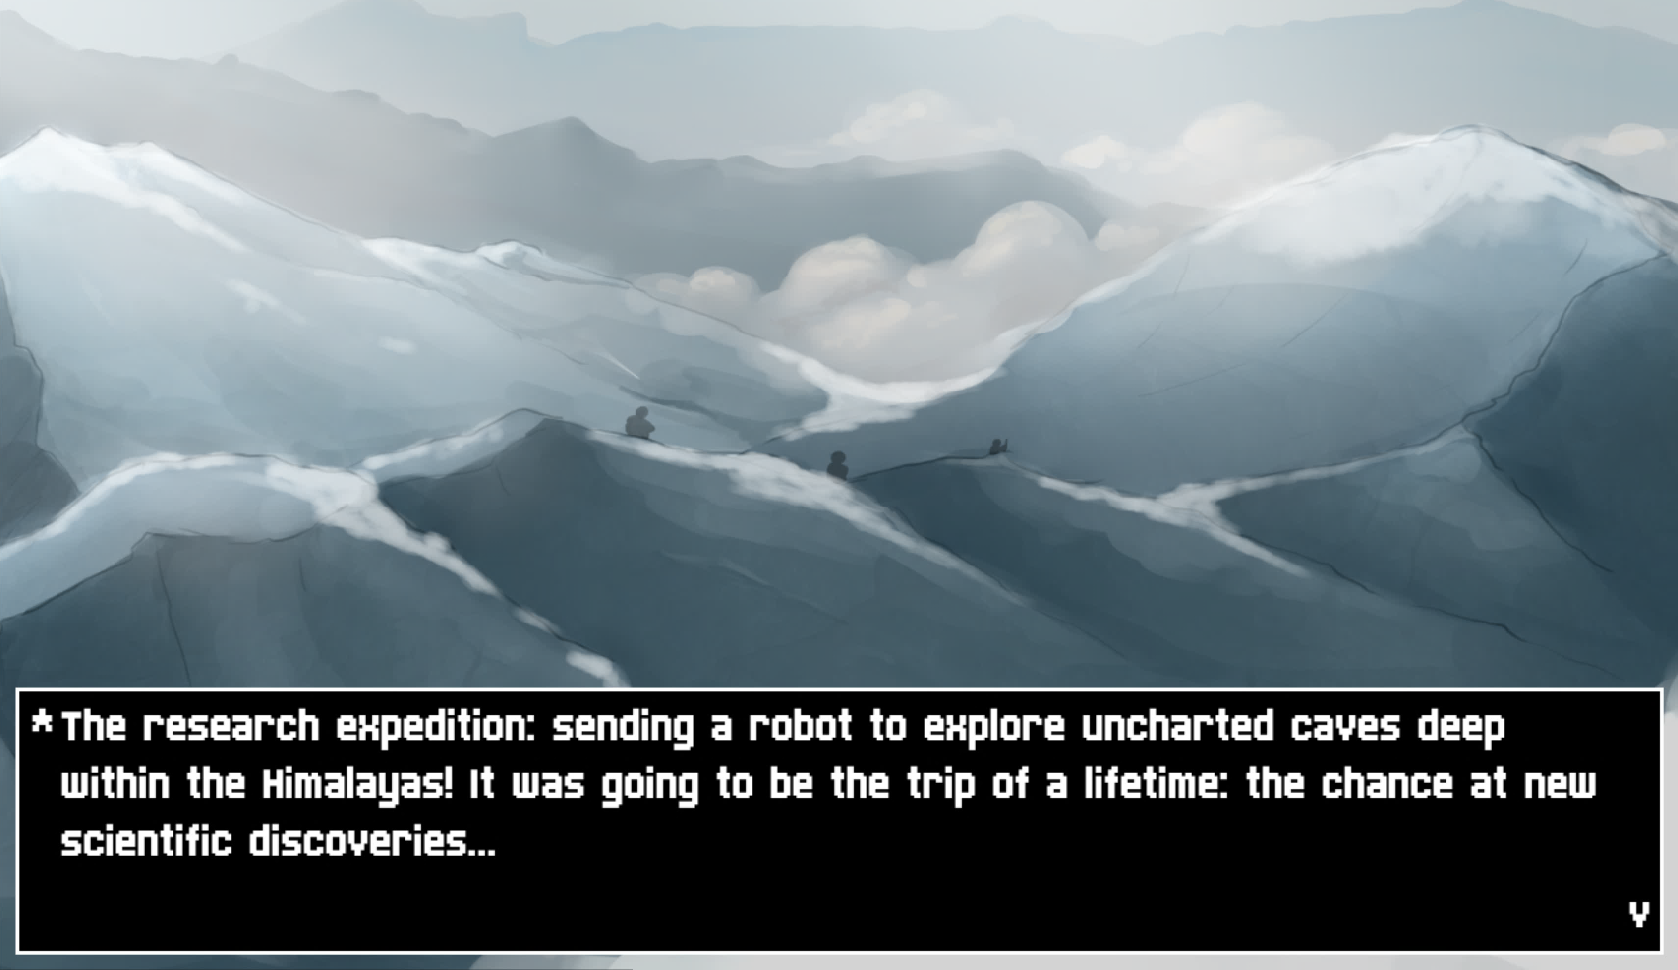 *The research expedition: sending a robot to explore uncharted caves deep
within the Himalayas! It was going to be the trip of a lifetime: the chance at new
scientific discoveries...
v